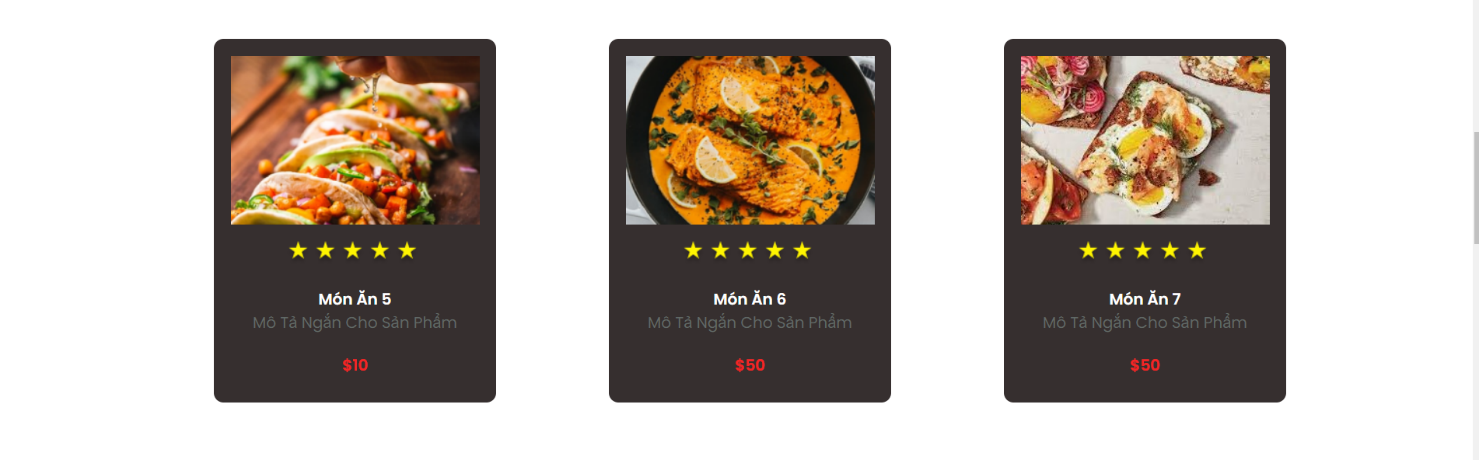 Món Ăn 5
Mô Tả Ngắn Cho Sản Phẩm
$10
Món Ăn 6
Mô Tả Ngắn Cho Sản Phẩm
$50
Món Ăn 7
Mô Tả Ngắn Cho Sản Phẩm
$50